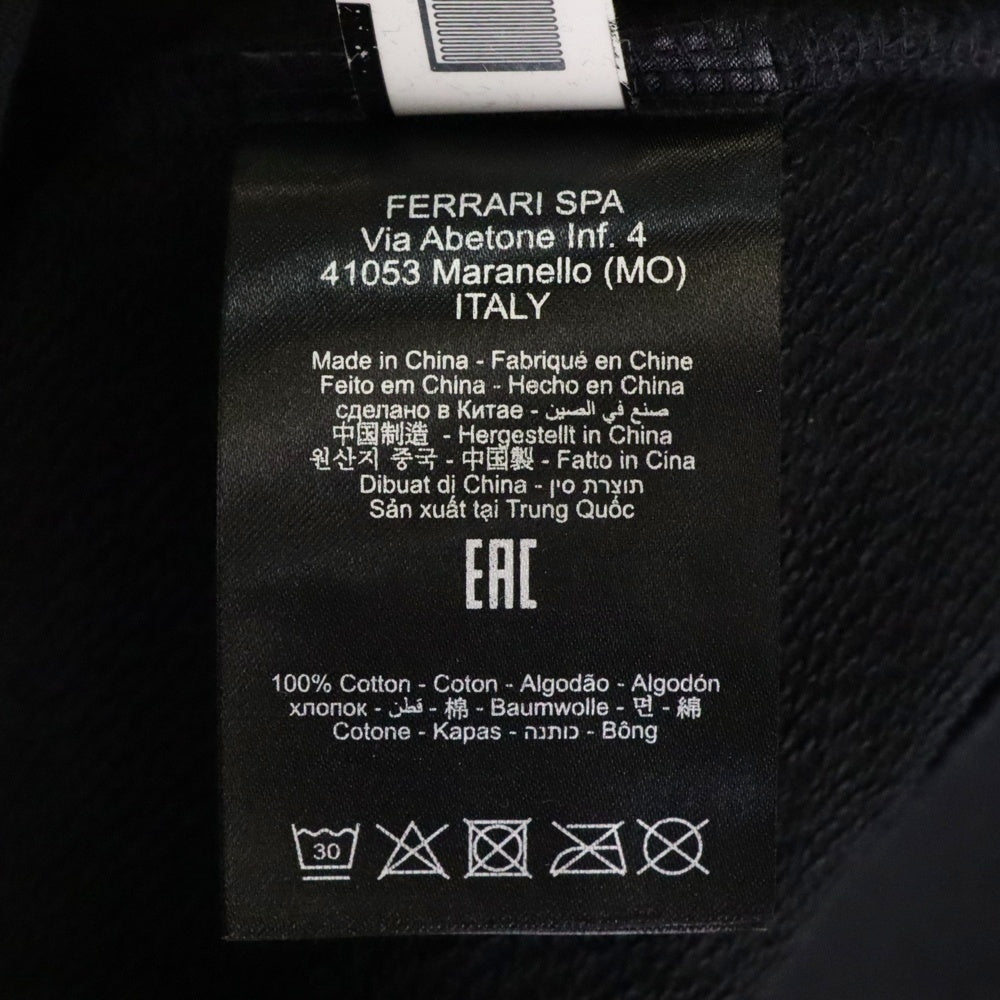 FERRARI SPA
Via Abetone Inf. 4
41053 Maranello (MO)
ITALY
Made in China - Fabriqué en Chine
Feito em China - Hecho en China
сделано в Китае - صنع في الصين
中国制造 - Hergestellt in China
원산지 중국 - 中国製 - Fatto in Cina
Dibuat di China - תוצרת סין
Sản xuất tại Trung Quốc
EAC
100% Cotton - Coton - Algodão - Algodón
хлопок - قطن - 棉 - Baumwolle - 면 - 綿
Cotone - Kapas - כותנה - Bông
30